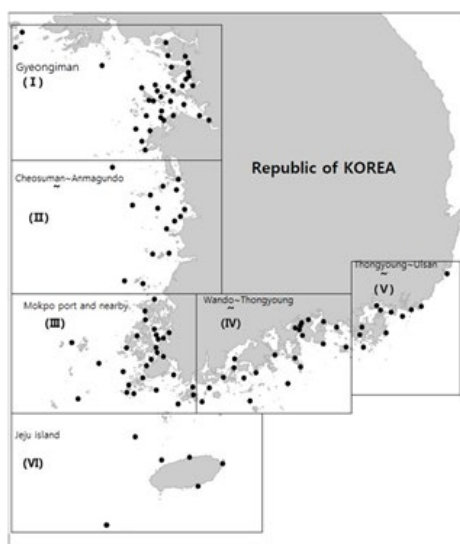 Gyeongiman
(I)
Republic of KOREA
Cheosuman~Anmagundo
(II)
Thongyoung~Ulsan
(V)
Mokpo port and nearby
(III)
Wando~Thongyoung
(IV)
Jeju island
(VI)